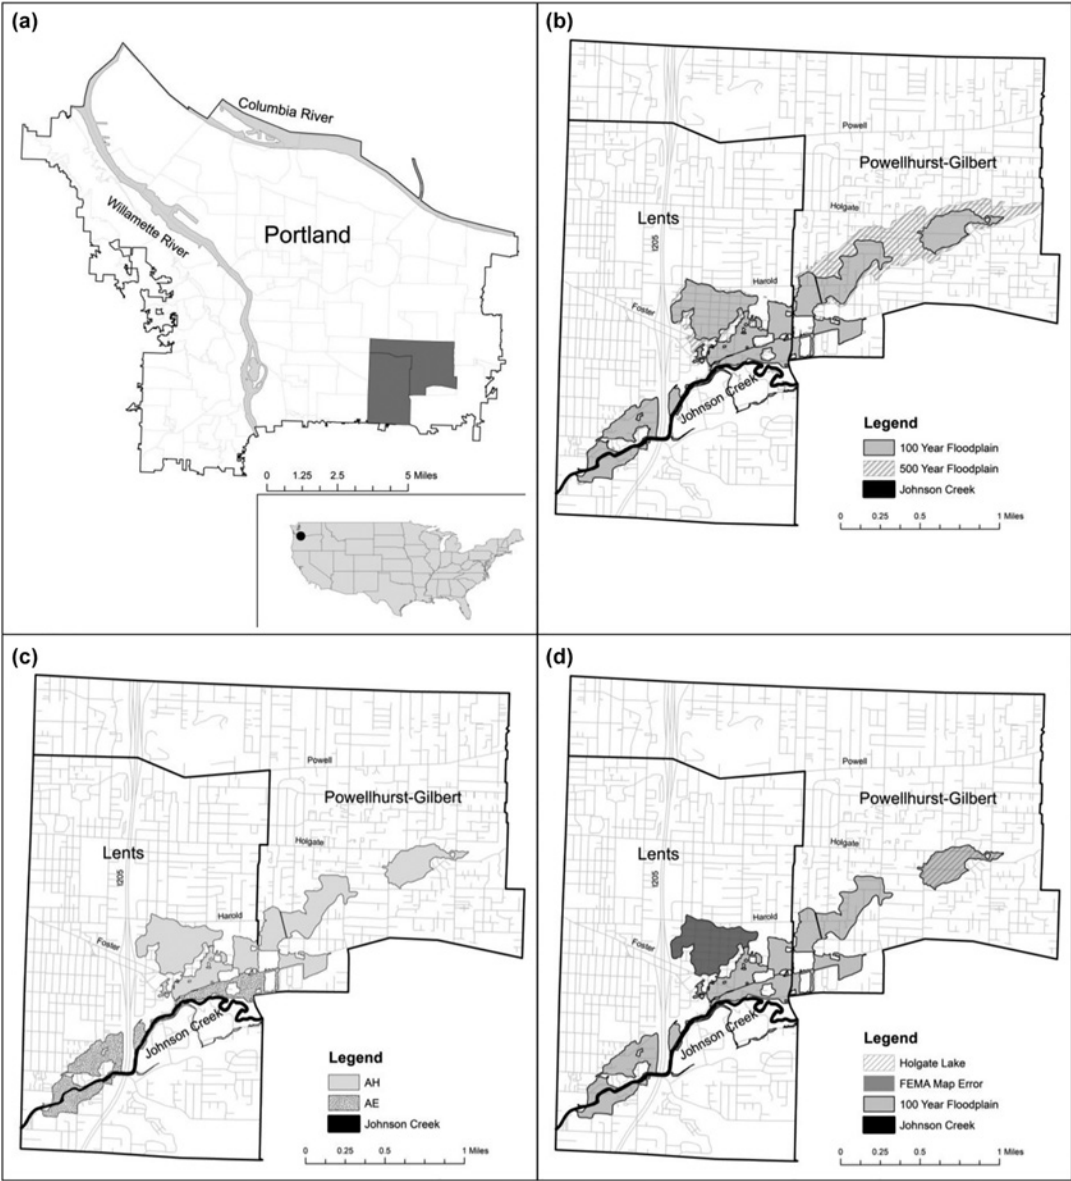 (a)
Columbia River
Willamette River
Portland
0 1.25 2.5 5 Miles
(b)
Powell
Powellhurst-Gilbert
Holgate
Lents
I205
Harold
Foster
Johnson Creek
Legend
100 Year Floodplain
500 Year Floodplain
Johnson Creek
0 0.25 0.5 1 Miles
(c)
Powell
Powellhurst-Gilbert
Holgate
Lents
I205
Harold
Foster
Johnson Creek
Legend
AH
AE
Johnson Creek
0 0.25 0.5 1 Miles
(d)
Powell
Powellhurst-Gilbert
Holgate
Lents
I205
Harold
Foster
Johnson Creek
Legend
Holgate Lake
FEMA Map Error
100 Year Floodplain
Johnson Creek
0 0.25 0.5 1 Miles